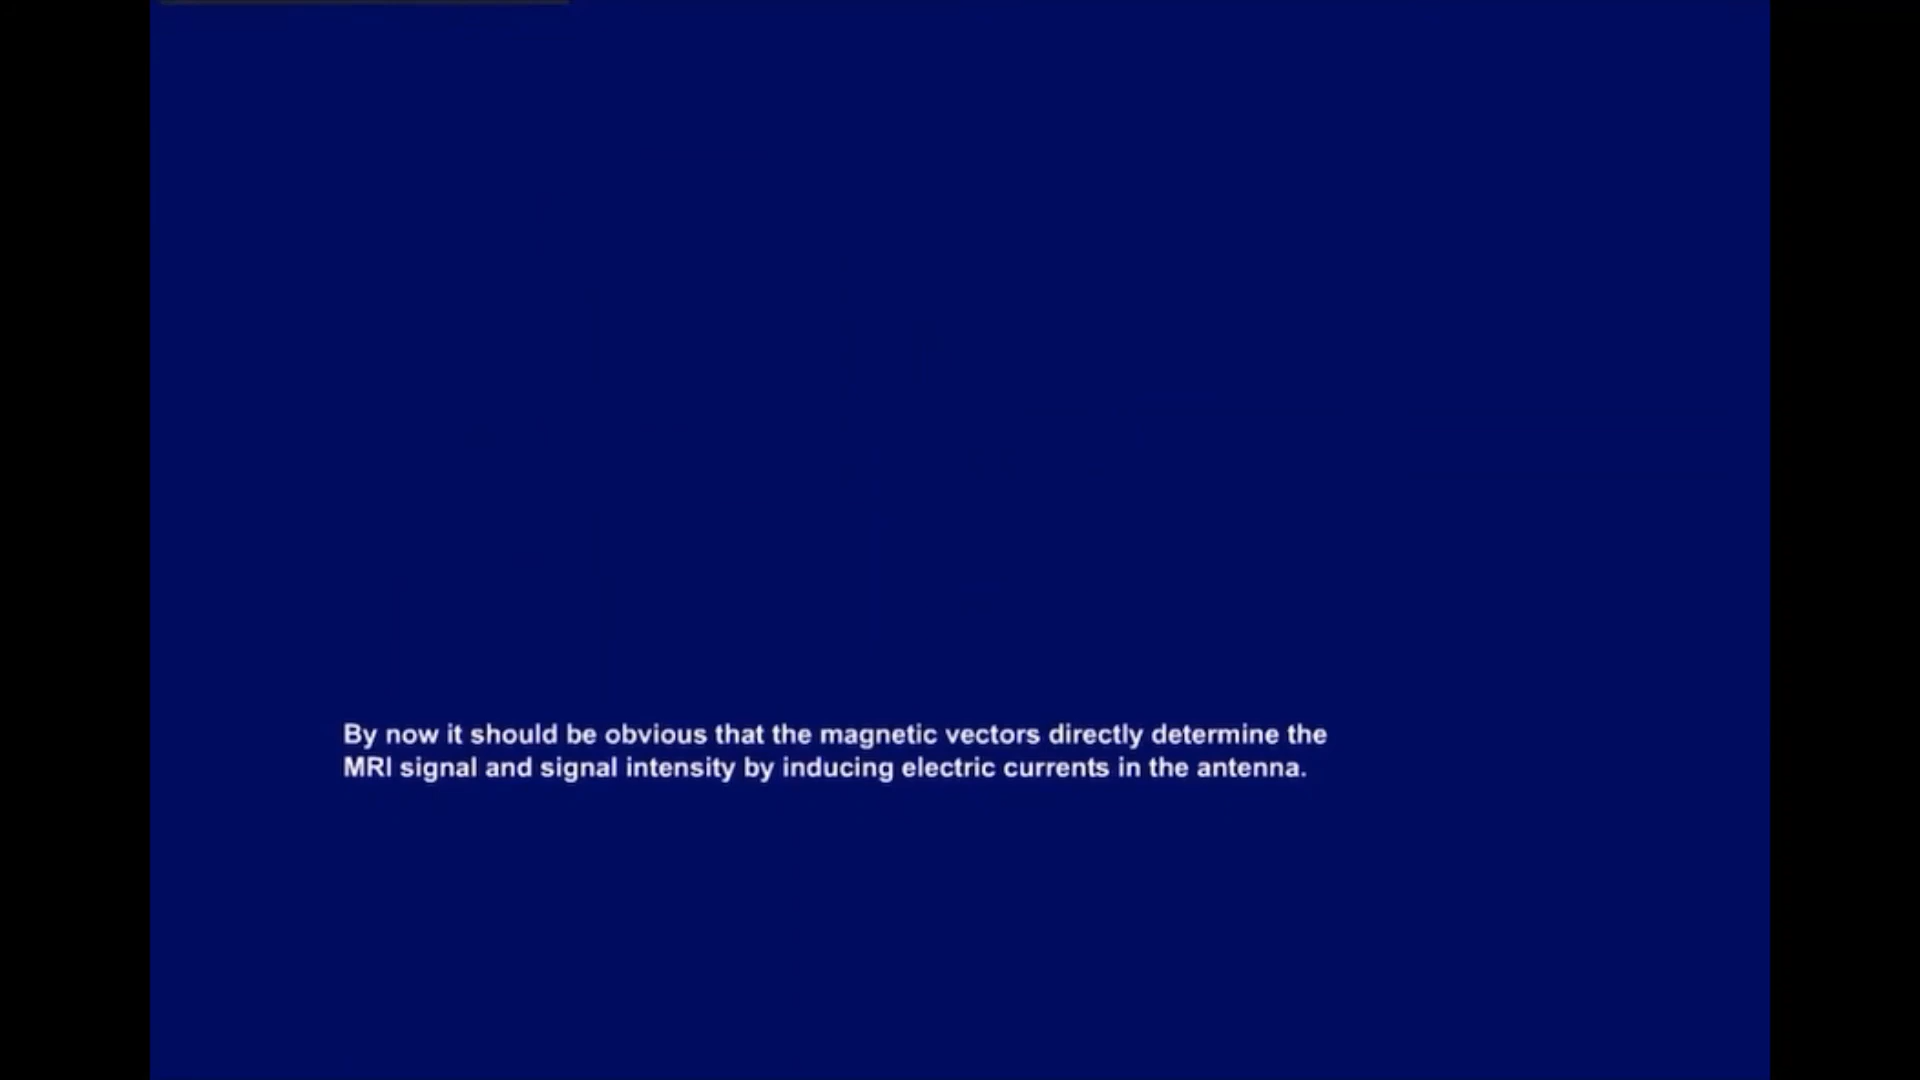 By now it should be obvious that the magnetic vectors directly determine the
MRI signal and signal intensity by inducing electric currents in the antenna.